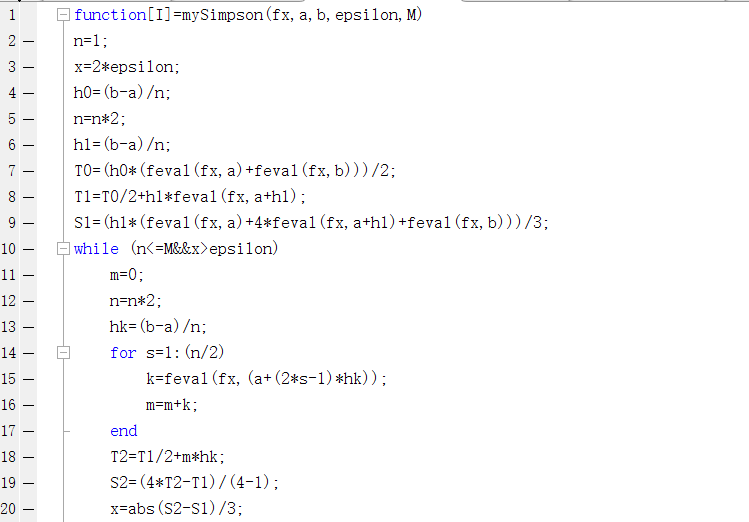 1 function[I]=mySimpson(fx,a,b,epsilon,M)
2 — n=1;
3 — x=2*epsilon;
4 — h0=(b-a)/n;
5 — n=n*2;
6 — h1=(b-a)/n;
7 — T0=(h0*(feval(fx,a)+feval(fx,b)))/2;
8 — T1=T0/2+h1*feval(fx,a+h1);
9 — S1=(h1*(feval(fx,a)+4*feval(fx,a+h1)+feval(fx,b)))/3;
10 — while (n<=M&&x>epsilon)
11 — m=0;
12 — n=n*2;
13 — hk=(b-a)/n;
14 — for s=1:(n/2)
15 — k=feval(fx,(a+(2*s-1)*hk));
16 — m=m+k;
17 — end
18 — T2=T1/2+m*hk;
19 — S2=(4*T2-T1)/(4-1);
20 — x=abs(S2-S1)/3;